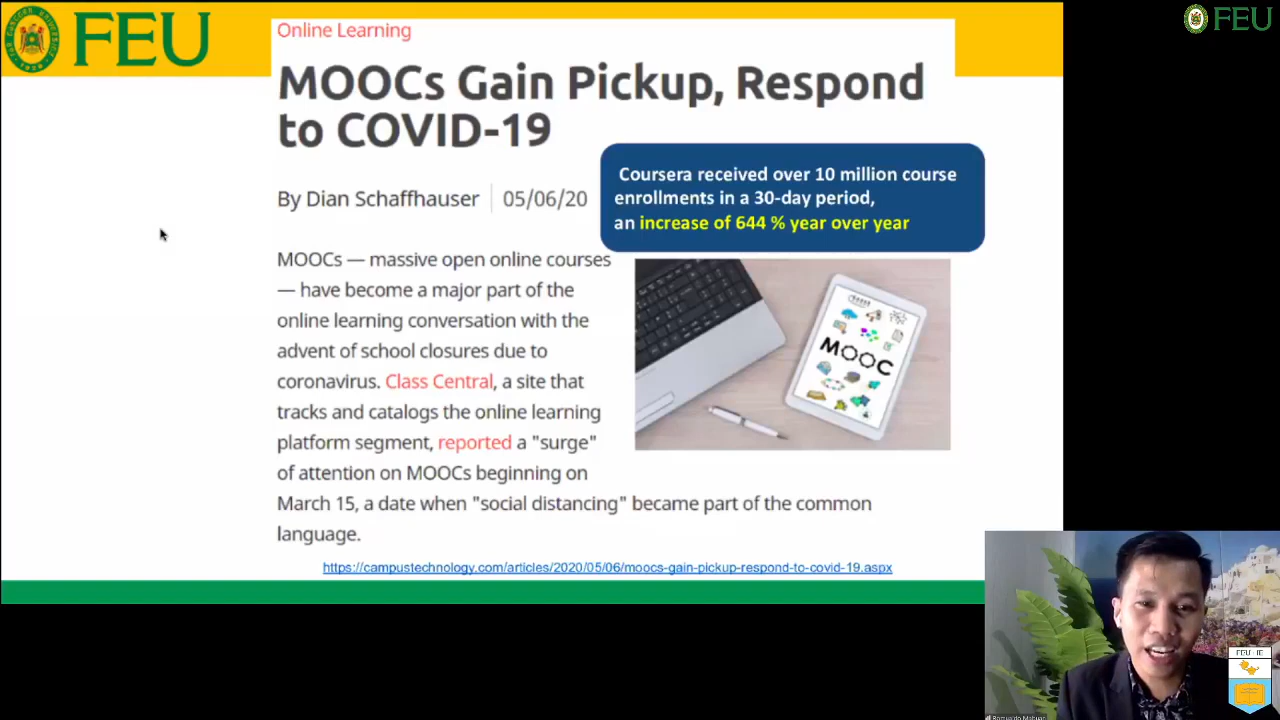 FEU
Online Learning
MOOCs Gain Pickup, Respond
to COVID-19
By Dian Schaffhauser
05/06/20
Coursera received over 10 million course
enrollments in a 30-day period,
an increase of 644 % year over year
MOOCs — massive open online courses
— have become a major part of the
online learning conversation with the
advent of school closures due to
coronavirus. Class Central, a site that
tracks and catalogs the online learning
platform segment, reported a "surge"
of attention on MOOCs beginning on
March 15, a date when "social distancing" became part of the common
language.
MOOC
https://campustechnology.com/articles/2020/05/06/moocs-gain-pickup-respond-to-covid-19.aspx
FEU
FEU - IE